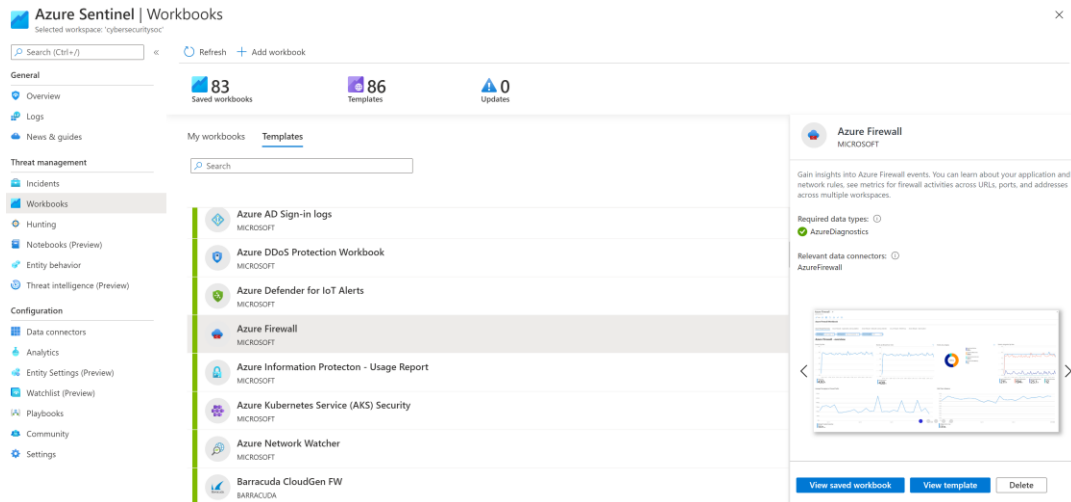 Azure Sentinel | Workbooks
Selected workspace: 'cybersecuritysoc'
Search (Ctrl+/)
«
General
Overview
Logs
News & guides
Threat management
Incidents
Workbooks
Hunting
Notebooks (Preview)
Entity behavior
Threat intelligence (Preview)
Configuration
Data connectors
Analytics
Entity Settings (Preview)
Watchlist (Preview)
Playbooks
Community
Settings
Refresh
Add workbook
83
Saved workbooks
86
Templates
0
Updates
My workbooks
Templates
Search
Azure AD Sign-in logs
MICROSOFT
Azure DDoS Protection Workbook
MICROSOFT
Azure Defender for IoT Alerts
MICROSOFT
Azure Firewall
MICROSOFT
Azure Information Protecton - Usage Report
MICROSOFT
Azure Kubernetes Service (AKS) Security
MICROSOFT
Azure Network Watcher
MICROSOFT
Barracuda CloudGen FW
BARRACUDA
Azure Firewall
MICROSOFT
Gain insights into Azure Firewall events. You can learn about your application and
network rules, see metrics for firewall activities across URLs, ports, and addresses
across multiple workspaces.
Required data types:
AzureDiagnostics
Relevant data connectors:
AzureFirewall
View saved workbook
View template
Delete